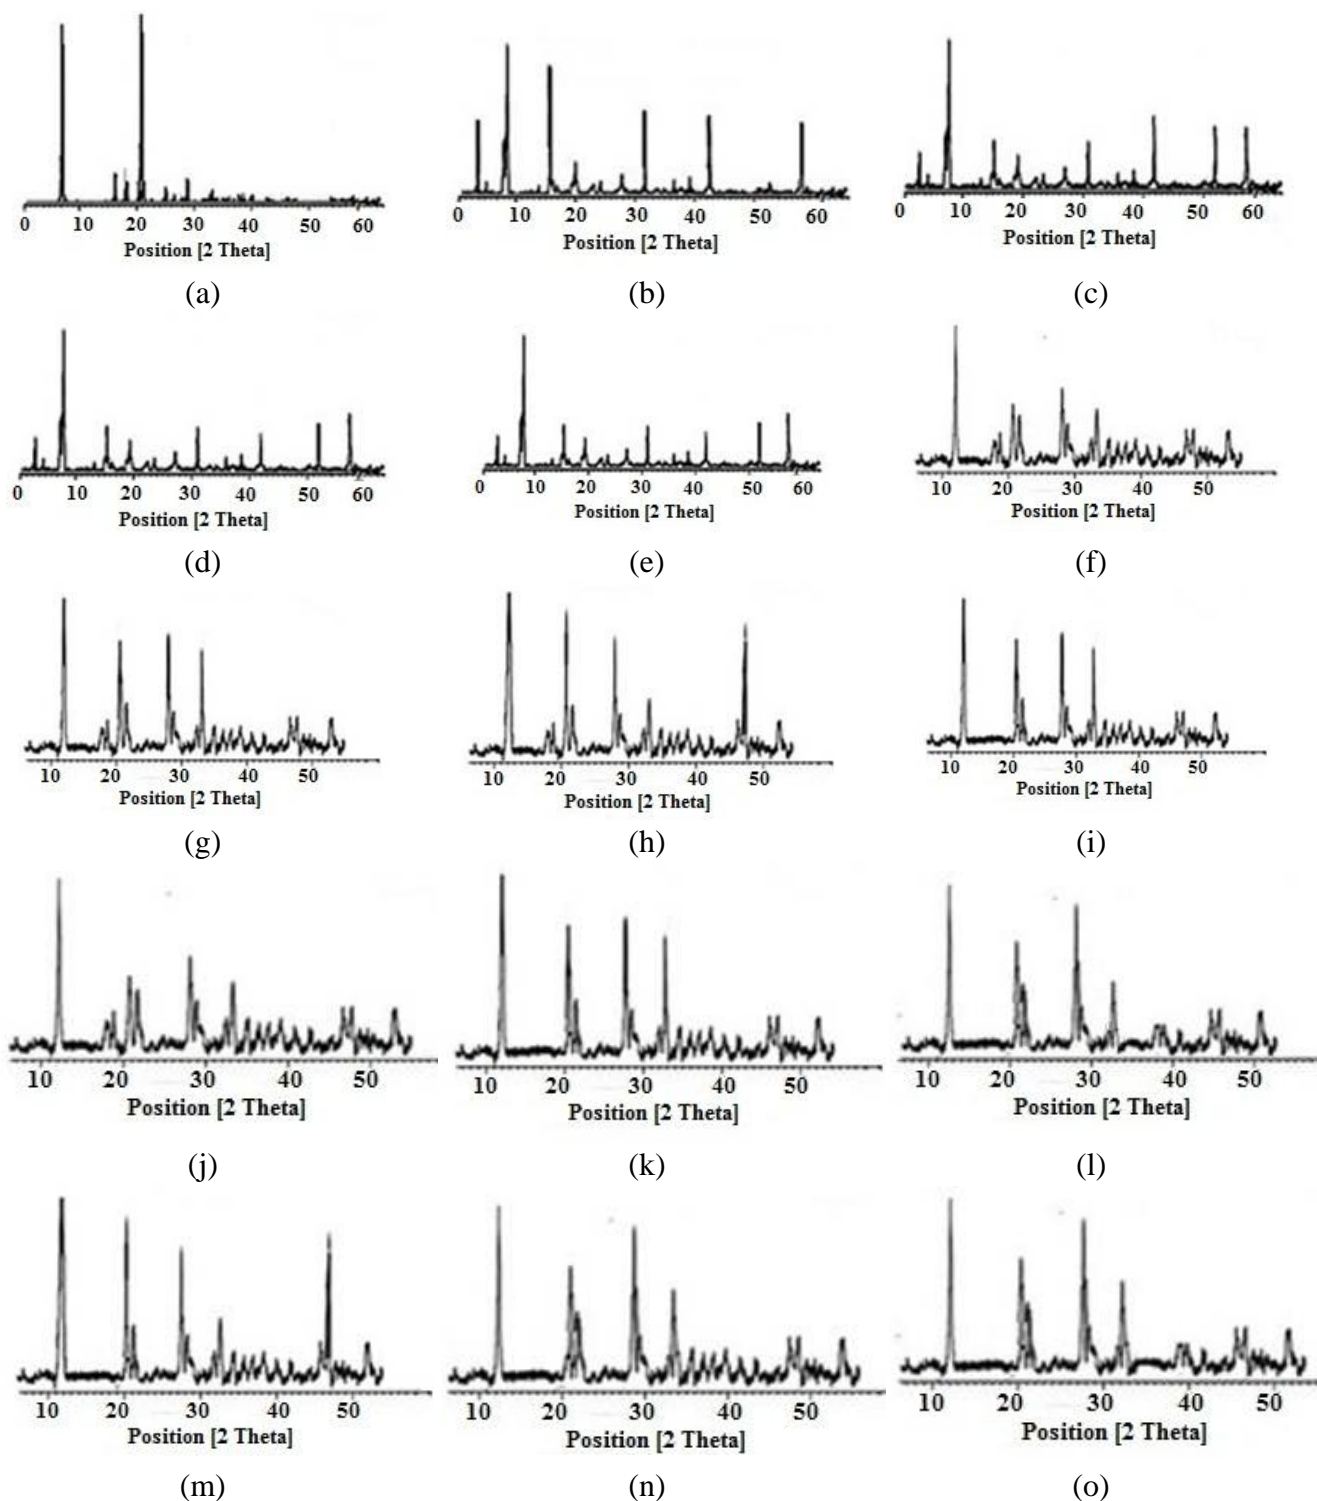 0 10 20 30 40 50 60
Position [2 Theta]
(a)
0 10 20 30 40 50 60
Position [2 Theta]
(b)
0 10 20 30 40 50 60
Position [2 Theta]
(c)
0 10 20 30 40 50 60
Position [2 Theta]
(d)
0 10 20 30 40 50 60
Position [2 Theta]
(e)
10 20 30 40 50
Position [2 Theta]
(f)
10 20 30 40 50
Position [2 Theta]
(g)
10 20 30 40 50
Position [2 Theta]
(h)
10 20 30 40 50
Position [2 Theta]
(i)
10 20 30 40 50
Position [2 Theta]
(j)
10 20 30 40 50
Position [2 Theta]
(k)
10 20 30 40 50
Position [2 Theta]
(l)
10 20 30 40 50
Position [2 Theta]
(m)
10 20 30 40 50
Position [2 Theta]
(n)
10 20 30 40 50
Position [2 Theta]
(o)